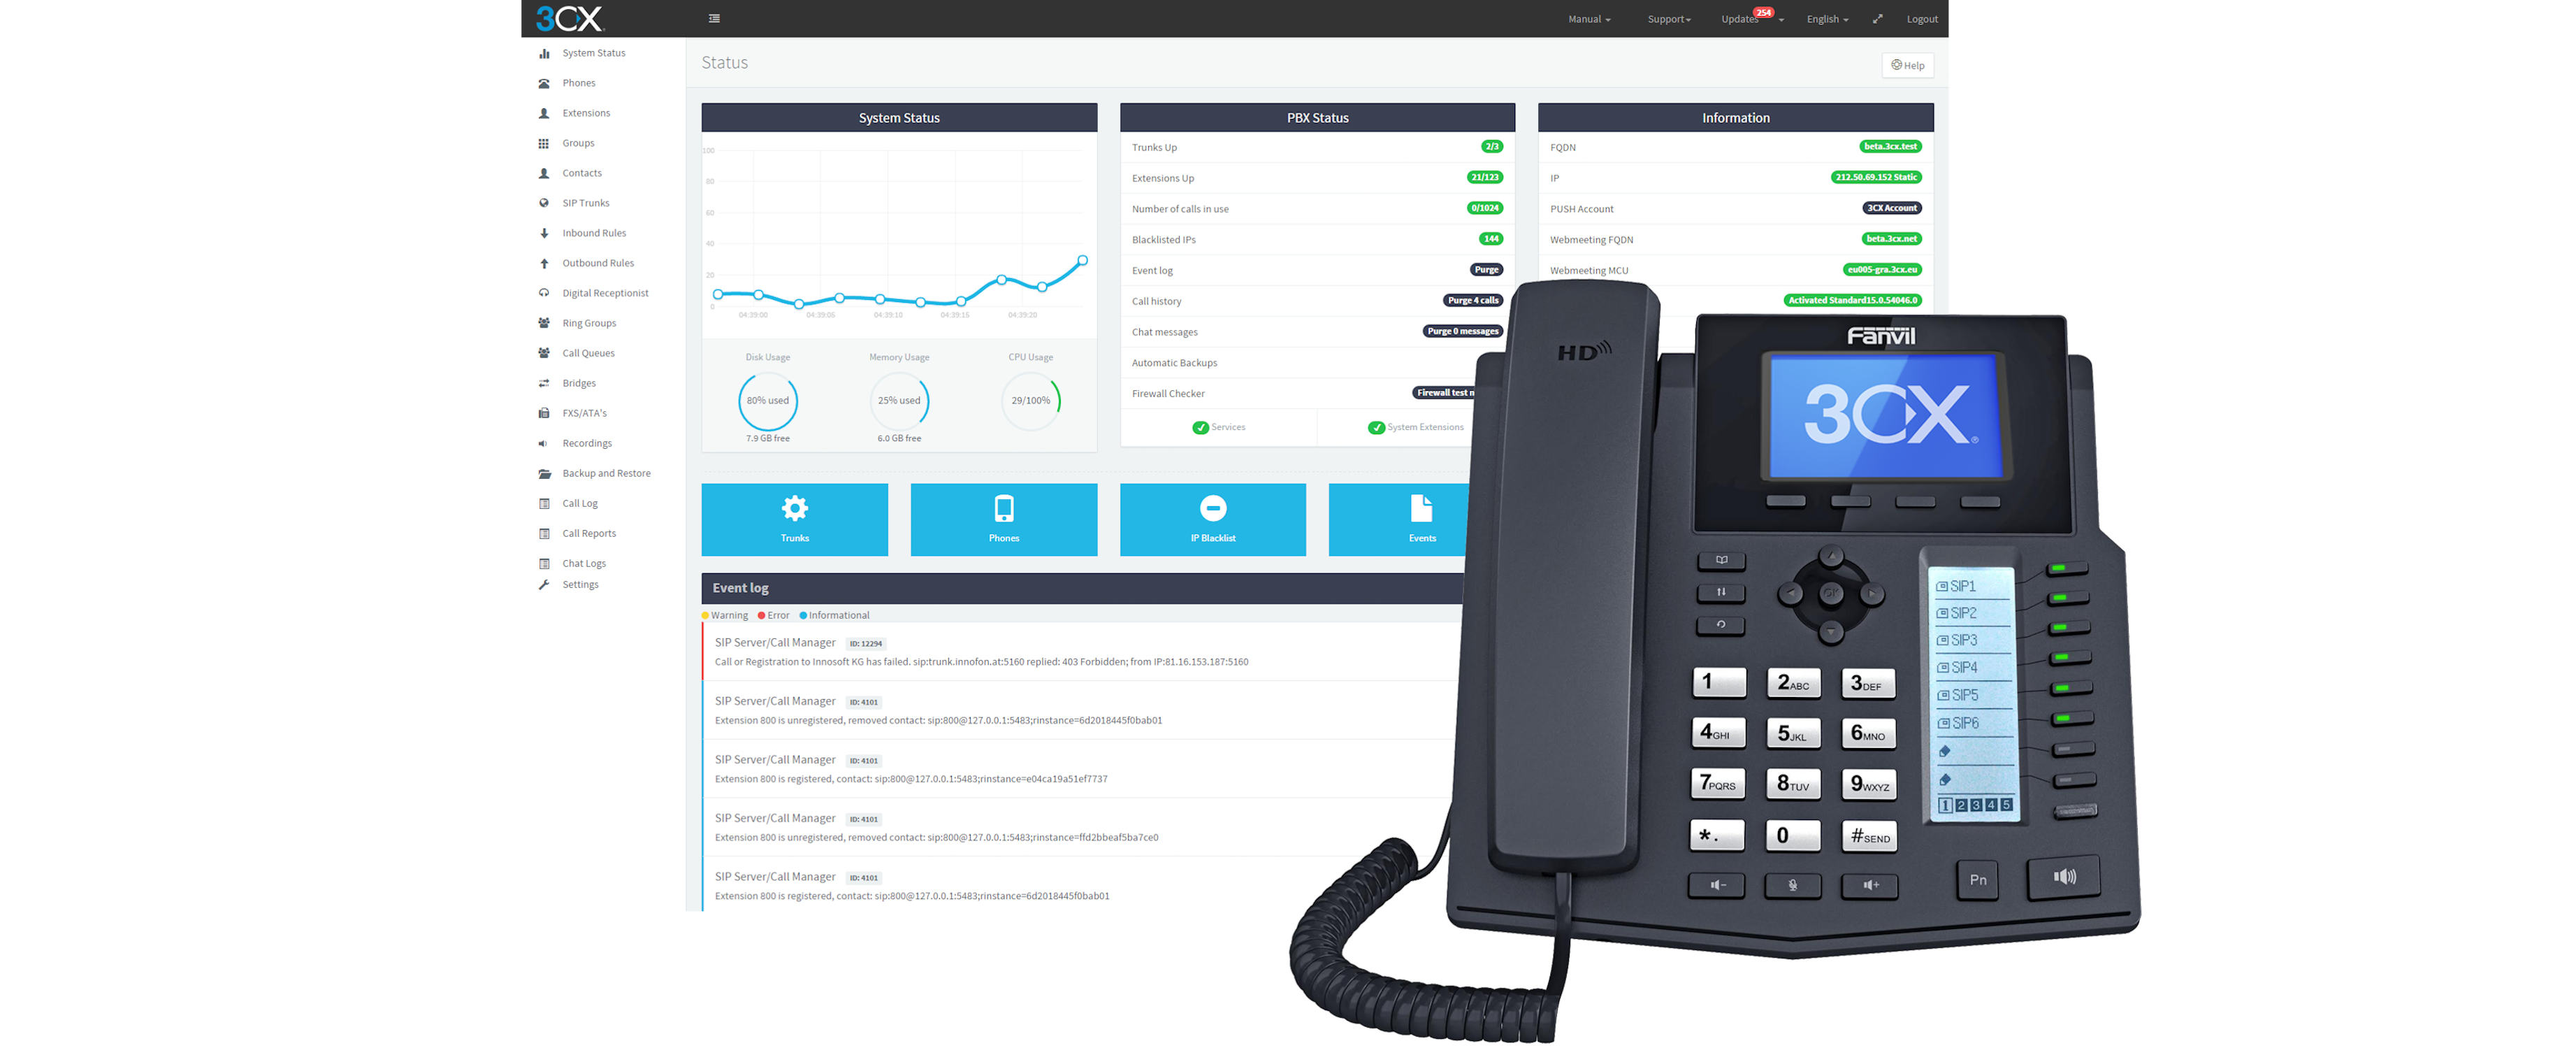 3CX
Manual
Support
Updates
254
English
Logout
System Status
Phones
Extensions
Groups
Contacts
SIP Trunks
Inbound Rules
Outbound Rules
Digital Receptionist
Ring Groups
Call Queues
Bridges
FXS/ATA's
Recordings
Backup and Restore
Call Log
Call Reports
Chat Logs
Settings
Status
Help
System Status
100
80
60
40
20
0
04:39:00 04:39:05 04:39:10 04:39:15 04:39:20
Disk Usage Memory Usage CPU Usage
80% used 25% used 29/100%
7.9 GB free 6.0 GB free
PBX Status
Trunks Up 2/3
Extensions Up 21/123
Number of calls in use 0/1024
Blacklisted IPs 144
Event log Purge
Call history Purge 4 calls
Chat messages Purge 0 messages
Automatic Backups
Firewall Checker Firewall test
Services System Extensions
Information
FQDN beta.3cx.test
IP 212.50.69.152 Static
PUSH Account 3CX Account
Webmeeting FQDN beta.3cx.net
Webmeeting MCU eu005-gra.3cx.eu
Activated Standard15.0.54046.0
Trunks
Phones
IP Blacklist
Events
Event log
Warning Error Informational
SIP Server/Call Manager ID: 12294
Call or Registration to Innosoft KG has failed. sip:trunk.innofon.at:5160 replied: 403 Forbidden; from IP:81.16.153.187:5160
SIP Server/Call Manager ID: 4101
Extension 800 is unregistered, removed contact: sip:800@127.0.0.1:5483;rinstance=6d2018445f0bab01
SIP Server/Call Manager ID: 4101
Extension 800 is registered, contact: sip:800@127.0.0.1:5483;rinstance=e04ca19a51ef7737
SIP Server/Call Manager ID: 4101
Extension 800 is unregistered, removed contact: sip:800@127.0.0.1:5483;rinstance=ffd2bbeaf5ba7ce0
SIP Server/Call Manager ID: 4101
Extension 800 is registered, contact: sip:800@127.0.0.1:5483;rinstance=6d2018445f0bab01
HD
Fanvil
3CX®
OK
SIP1
SIP2
SIP3
SIP4
SIP5
SIP6
1 2 3 4 5
1 2ABC 3DEF
4GHI 5JKL 6MNO
7PQRS 8TUV 9WXYZ
*. 0 #SEND
Pn